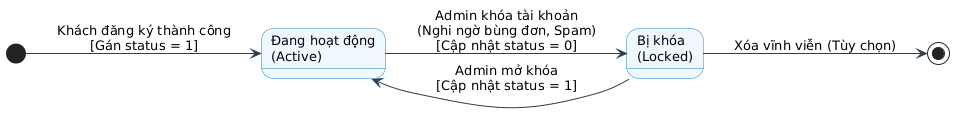 Khách đăng ký thành công
[Gán status = 1]
Đang hoạt động
(Active)
Admin khóa tài khoản
(Nghi ngờ bùng đơn, Spam)
[Cập nhật status = 0]
Admin mở khóa
[Cập nhật status = 1]
Bị khóa
(Locked)
Xóa vĩnh viễn (Tùy chọn)